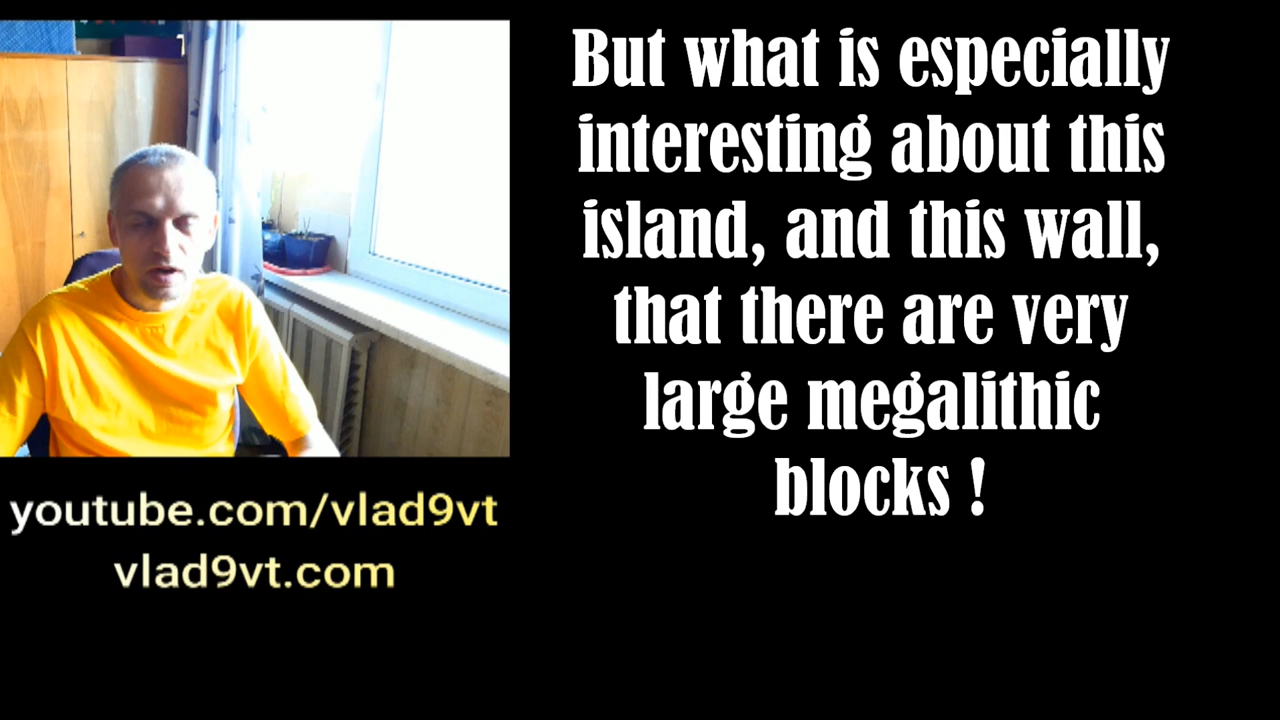 But what is especially
interesting about this
island, and this wall,
that there are very
large megalithic
blocks !
youtube.com/vlad9vt
vlad9vt.com